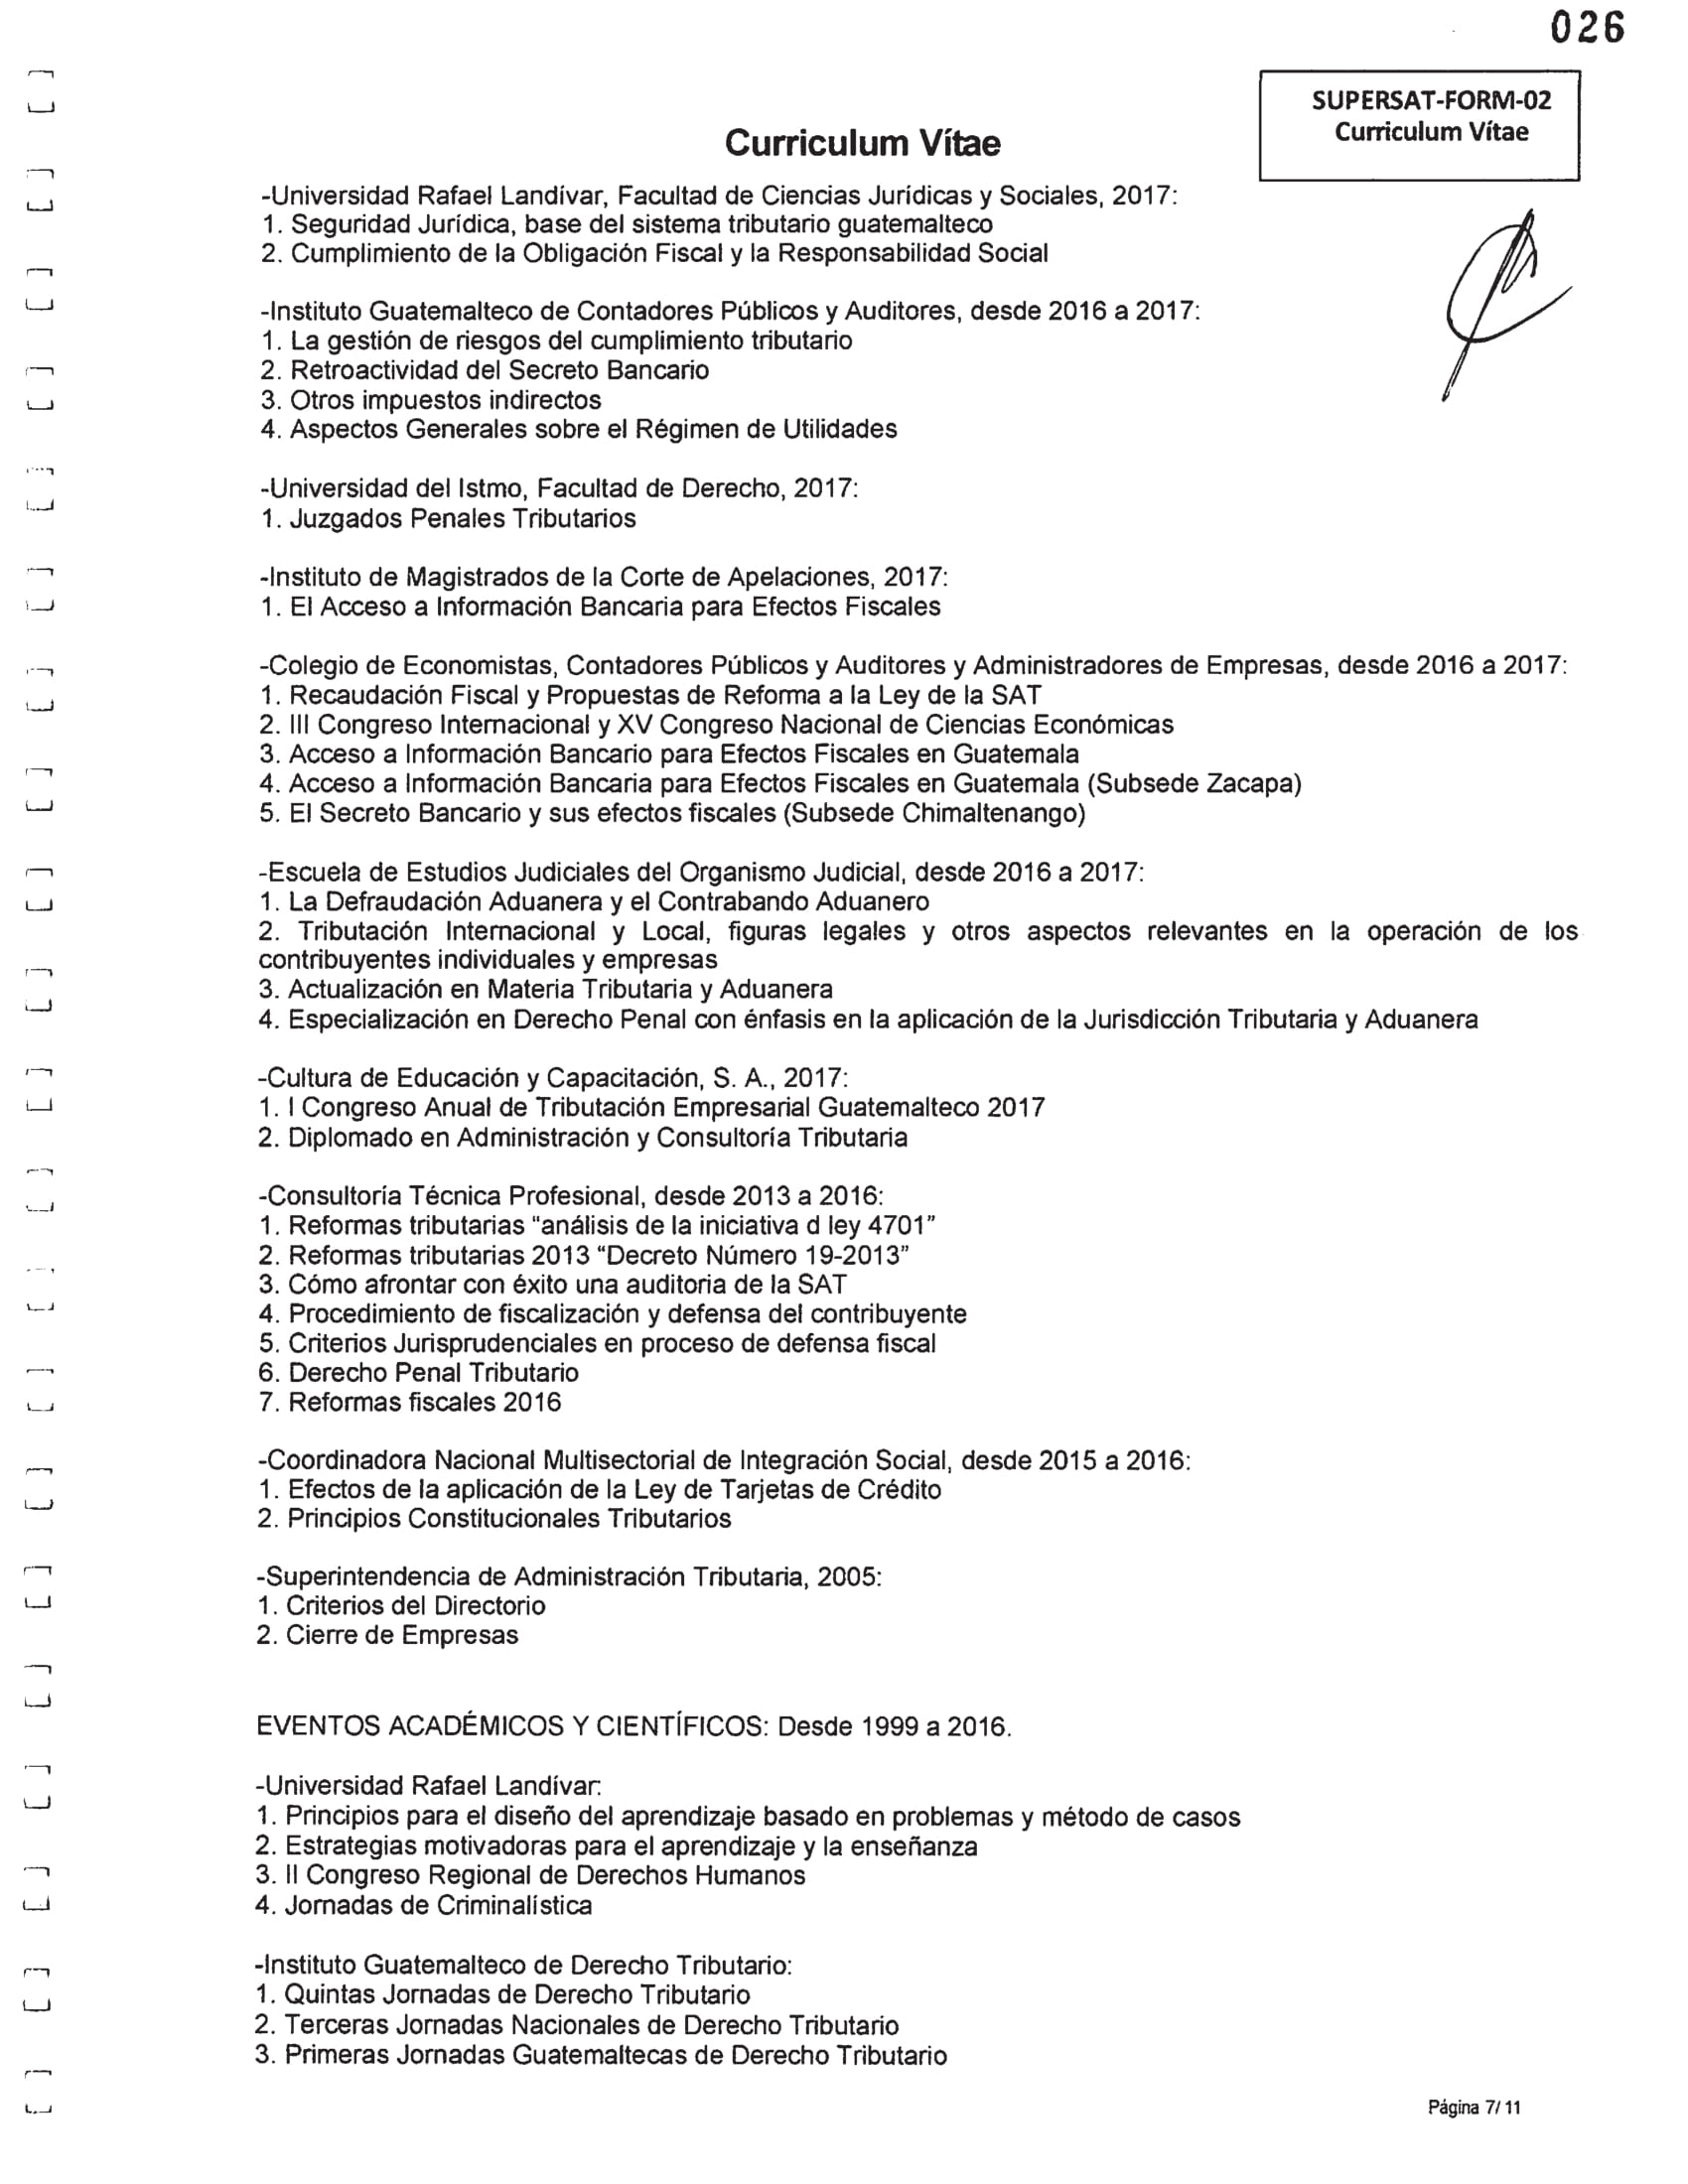 026
SUPERSAT-FORM-02
Curriculum Vítae
Curriculum Vítae
-Universidad Rafael Landívar, Facultad de Ciencias Jurídicas y Sociales, 2017:
1. Seguridad Jurídica, base del sistema tributario guatemalteco
2. Cumplimiento de la Obligación Fiscal y la Responsabilidad Social
-Instituto Guatemalteco de Contadores Públicos y Auditores, desde 2016 a 2017:
1. La gestión de riesgos del cumplimiento tributario
2. Retroactividad del Secreto Bancario
3. Otros impuestos indirectos
4. Aspectos Generales sobre el Régimen de Utilidades
-Universidad del Istmo, Facultad de Derecho, 2017:
1. Juzgados Penales Tributarios
-Instituto de Magistrados de la Corte de Apelaciones, 2017:
1. El Acceso a Información Bancaria para Efectos Fiscales
-Colegio de Economistas, Contadores Públicos y Auditores y Administradores de Empresas, desde 2016 a 2017:
1. Recaudación Fiscal y Propuestas de Reforma a la Ley de la SAT
2. III Congreso Internacional y XV Congreso Nacional de Ciencias Económicas
3. Acceso a Información Bancario para Efectos Fiscales en Guatemala
4. Acceso a Información Bancaria para Efectos Fiscales en Guatemala (Subsede Zacapa)
5. El Secreto Bancario y sus efectos fiscales (Subsede Chimaltenango)
-Escuela de Estudios Judiciales del Organismo Judicial, desde 2016 a 2017:
1. La Defraudación Aduanera y el Contrabando Aduanero
2. Tributación Internacional y Local, figuras legales y otros aspectos relevantes en la operación de los
contribuyentes individuales y empresas
3. Actualización en Materia Tributaria y Aduanera
4. Especialización en Derecho Penal con énfasis en la aplicación de la Jurisdicción Tributaria y Aduanera
-Cultura de Educación y Capacitación, S. A., 2017:
1. I Congreso Anual de Tributación Empresarial Guatemalteco 2017
2. Diplomado en Administración y Consultoría Tributaria
-Consultoría Técnica Profesional, desde 2013 a 2016:
1. Reformas tributarias “análisis de la iniciativa d ley 4701”
2. Reformas tributarias 2013 “Decreto Número 19-2013”
3. Cómo afrontar con éxito una auditoria de la SAT
4. Procedimiento de fiscalización y defensa del contribuyente
5. Criterios Jurisprudenciales en proceso de defensa fiscal
6. Derecho Penal Tributario
7. Reformas fiscales 2016
-Coordinadora Nacional Multisectorial de Integración Social, desde 2015 a 2016:
1. Efectos de la aplicación de la Ley de Tarjetas de Crédito
2. Principios Constitucionales Tributarios
-Superintendencia de Administración Tributaria, 2005:
1. Criterios del Directorio
2. Cierre de Empresas
EVENTOS ACADÉMICOS Y CIENTÍFICOS: Desde 1999 a 2016.
-Universidad Rafael Landívar:
1. Principios para el diseño del aprendizaje basado en problemas y método de casos
2. Estrategias motivadoras para el aprendizaje y la enseñanza
3. II Congreso Regional de Derechos Humanos
4. Jornadas de Criminalística
-Instituto Guatemalteco de Derecho Tributario:
1. Quintas Jornadas de Derecho Tributario
2. Terceras Jornadas Nacionales de Derecho Tributario
3. Primeras Jornadas Guatemaltecas de Derecho Tributario
Página 7/ 11